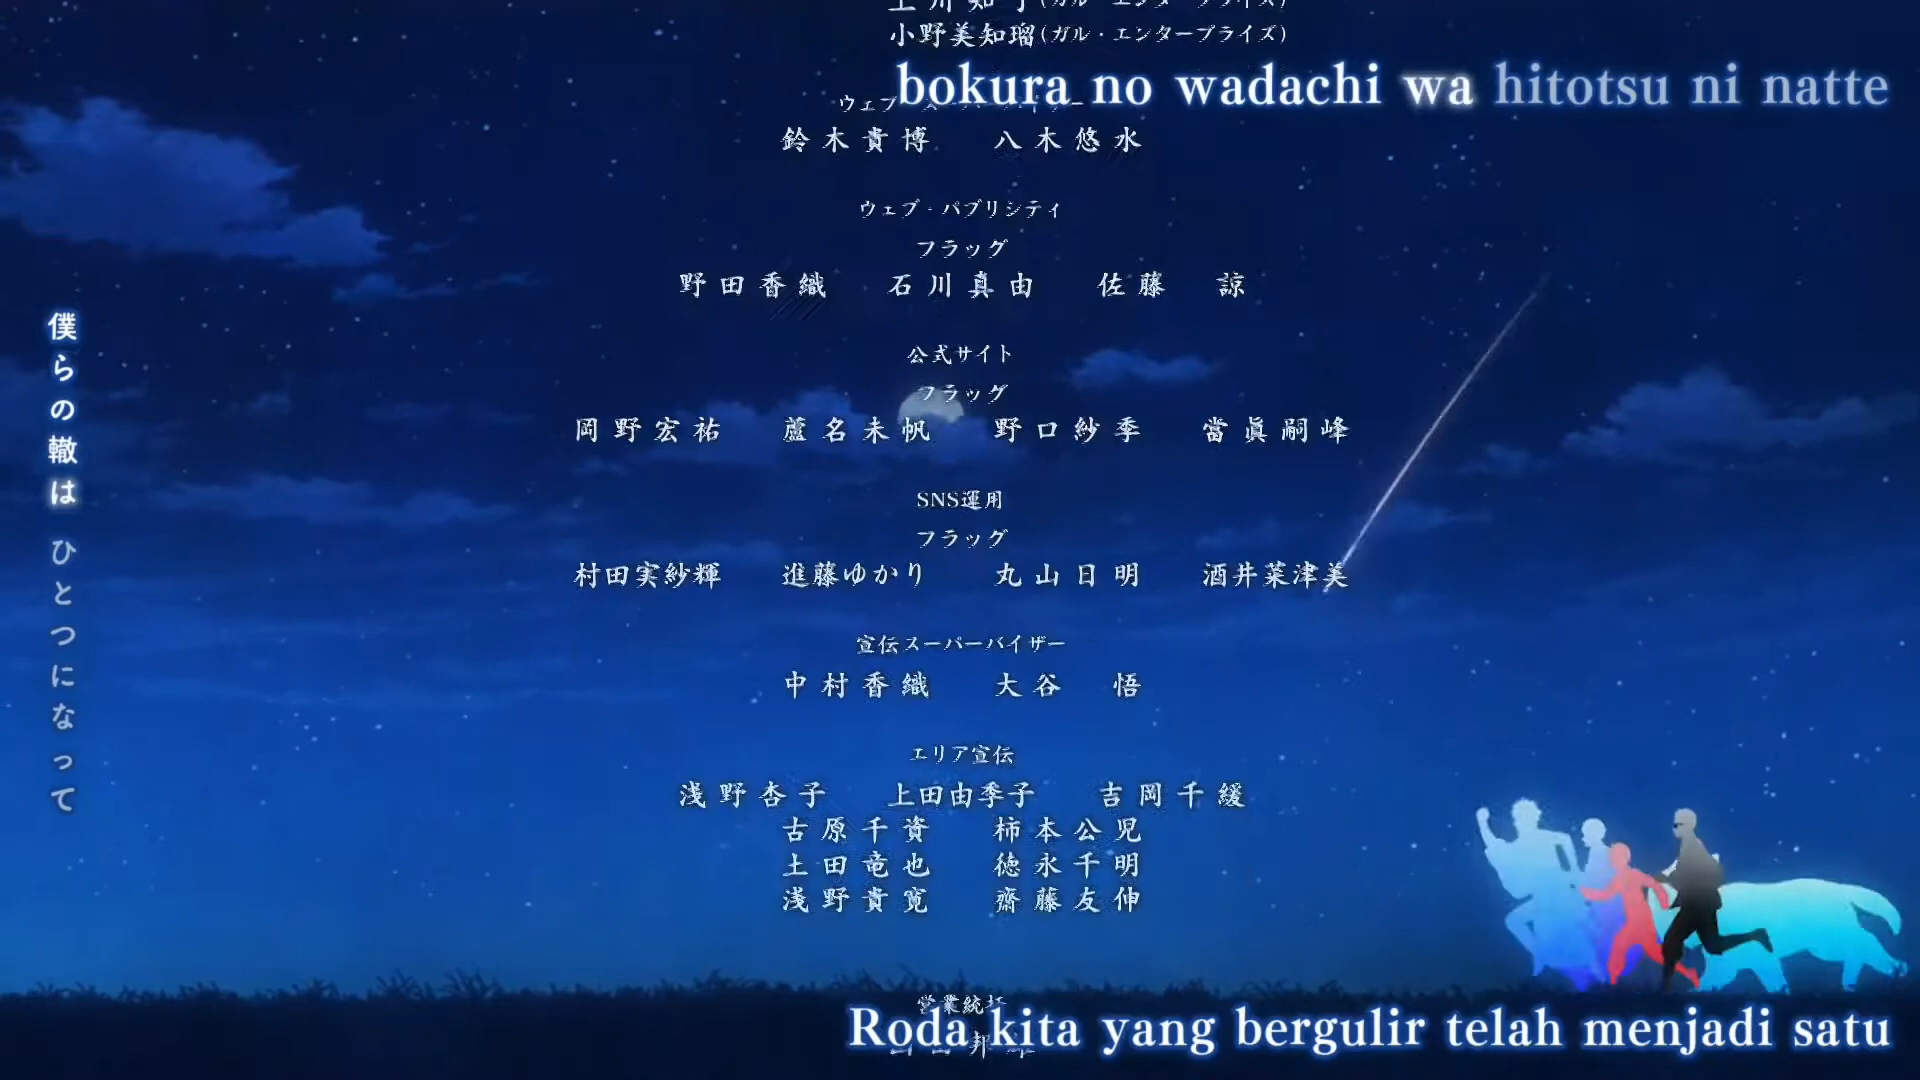 小野美知瑠(ガル・エンタープライズ)
bokura no wadachi wa hitotsu ni natte
鈴木貴博 八木悠水
ウェブ・パブリシティ
フラッグ
野田香織 石川真由 佐藤 諒
公式サイト
フラッグ
岡野宏祐 蘆名未帆 野口紗季 當眞嗣峰
SNS運用
フラッグ
村田実紗輝 進藤ゆかり 丸山日明 酒井菜津美
宣伝スーパーバイザー
中村香織 大谷 悟
エリア宣伝
浅野杏子 上田由季子 吉岡千緩
古原千資 柿本公児
土田竜也 徳永千明
浅野貴寛 齋藤友伸
Roda kita yang bergulir telah menjadi satu
僕らの轍は ひとつになって